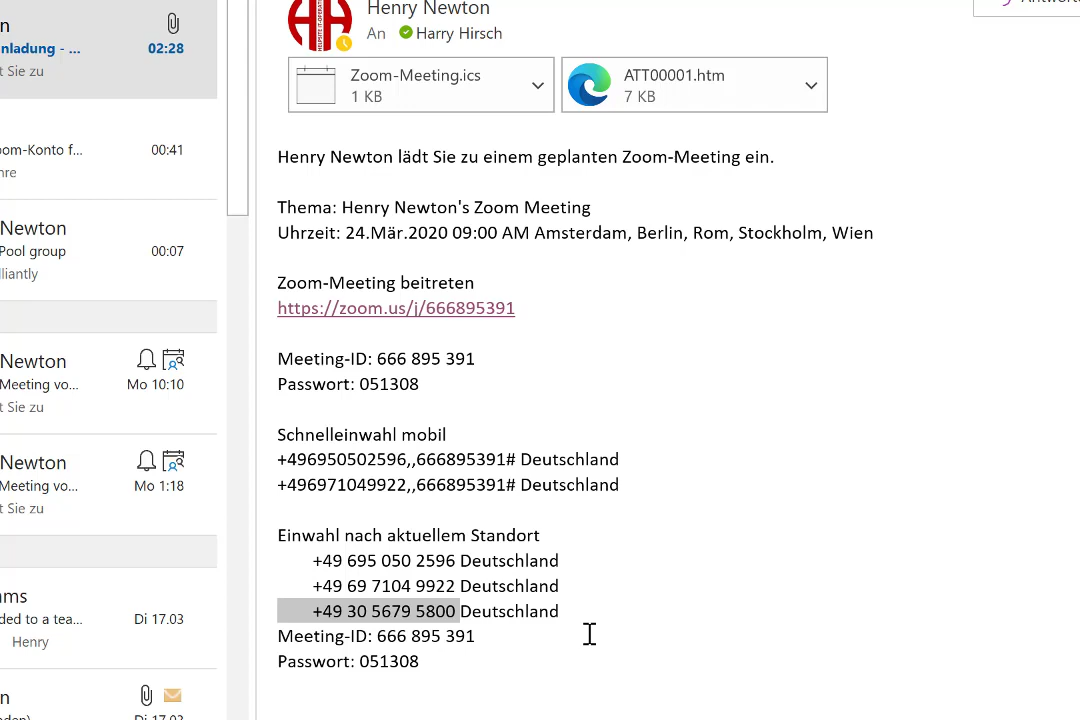 n
nladung - ... 02:28
t Sie zu
om-Konto f... 00:41
nre
Newton
Pool group 00:07
lliantly
Newton
Meeting vo... Mo 10:10
t Sie zu
Newton
Meeting vo... Mo 1:18
t Sie zu
ms
ded to a tea... Di 17.03
Henry
n
Di 17.03
Henry Newton
An Harry Hirsch
Zoom-Meeting.ics
1 KB
ATT00001.htm
7 KB
Henry Newton lädt Sie zu einem geplanten Zoom-Meeting ein.
Thema: Henry Newton's Zoom Meeting
Uhrzeit: 24.Mär.2020 09:00 AM Amsterdam, Berlin, Rom, Stockholm, Wien
Zoom-Meeting beitreten
https://zoom.us/j/666895391
Meeting-ID: 666 895 391
Passwort: 051308
Schnelleinwahl mobil
+496950502596,,666895391# Deutschland
+496971049922,,666895391# Deutschland
Einwahl nach aktuellem Standort
+49 695 050 2596 Deutschland
+49 69 7104 9922 Deutschland
+49 30 5679 5800 Deutschland
Meeting-ID: 666 895 391
Passwort: 051308